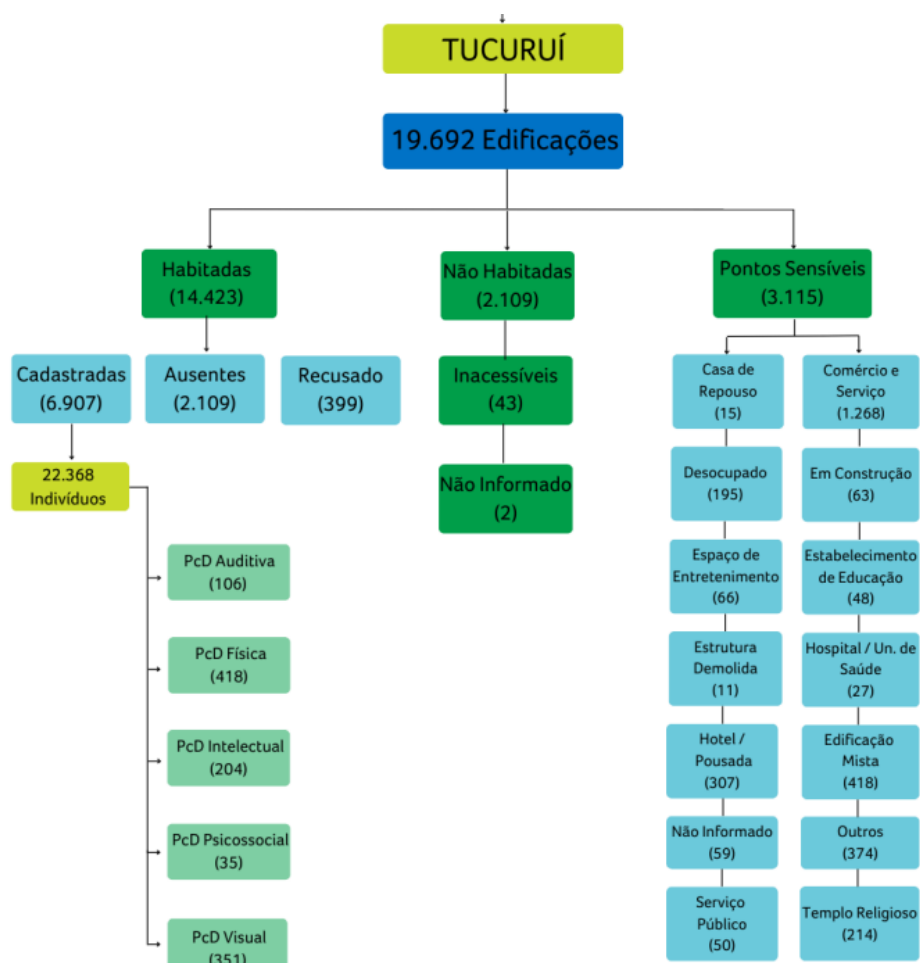 TUCURUÍ
19.692 Edificações
Habitadas
(14.423)
Não Habitadas
(2.109)
Pontos Sensíveis
(3.115)
Cadastradas
(6.907)
Ausentes
(2.109)
Recusado
(399)
22.368
Indivíduos
PcD Auditiva
(106)
PcD Física
(418)
PcD Intelectual
(204)
PcD Psicossocial
(35)
PcD Visual
(351)
Inacessíveis
(43)
Não Informado
(2)
Casa de
Repouso
(15)
Desocupado
(195)
Espaço de
Entretenimento
(66)
Estrutura
Demolida
(11)
Hotel /
Pousada
(307)
Não Informado
(59)
Serviço
Público
(50)
Comércio e
Serviço
(1.268)
Em Construção
(63)
Estabelecimento
de Educação
(48)
Hospital / Un. de
Saúde
(27)
Edificação
Mista
(418)
Outros
(374)
Templo Religioso
(214)